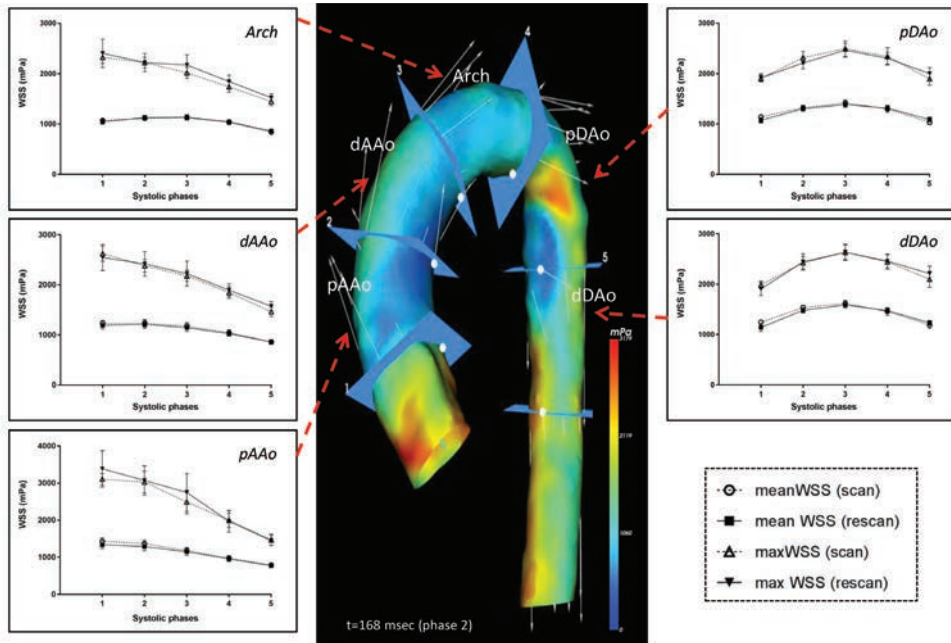 Arch
WSS (mPa)
3000
2000
1000
0
1 2 3 4 5
Systolic phases
dAAo
WSS (mPa)
3000
2000
1000
0
1 2 3 4 5
Systolic phases
pAAo
WSS (mPa)
4000
3000
2000
1000
0
1 2 3 4 5
Systolic phases
4
3
Arch
dAAo
pDAo
2
5
pAAo
dDAo
1
mPa
3179
2119
1060
0
t=168 msec (phase 2)
pDAo
WSS (mPa)
3000
2000
1000
0
1 2 3 4 5
Systolic phases
dDAo
WSS (mPa)
3000
2000
1000
0
1 2 3 4 5
Systolic phases
meanWSS (scan)
mean WSS (rescan)
maxWSS (scan)
max WSS (rescan)